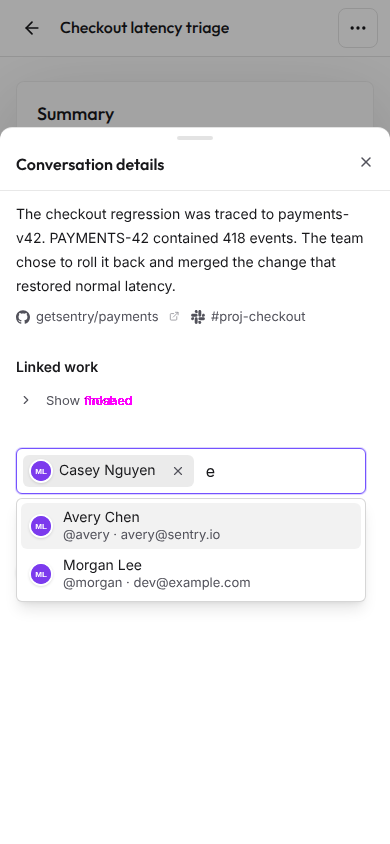 Checkout latency triage
Summary
Conversation details
The checkout regression was traced to payments-
v42. PAYMENTS-42 contained 418 events. The team
chose to roll it back and merged the change that
restored normal latency.
getsentry/payments #proj-checkout
Linked work
Show
ML Casey Nguyen e
ML Avery Chen
@avery · avery@sentry.io
ML Morgan Lee
@morgan · dev@example.com